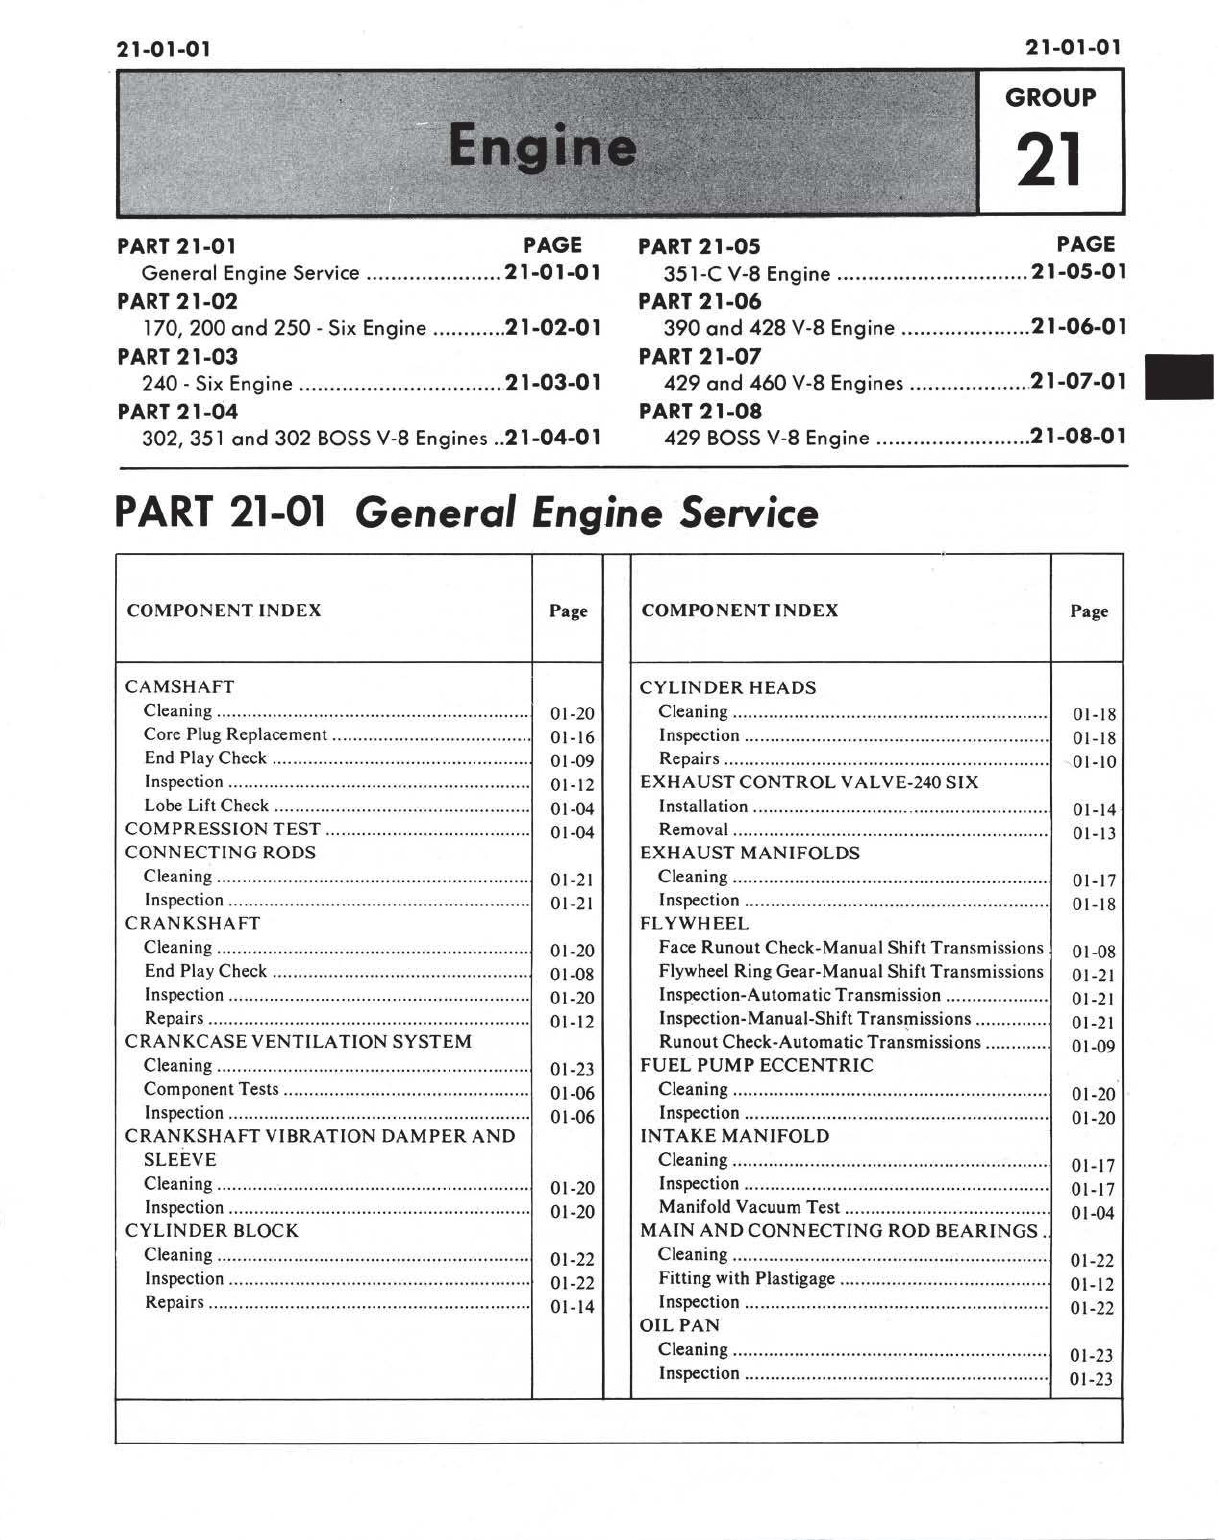 21-01-01 21-01-01
Engine
GROUP
21
PART 21-01 PAGE
General Engine Service ...................... 21-01-01
PART 21-02
170, 200 and 250 - Six Engine ............ 21-02-01
PART 21-03
240 - Six Engine ................................. 21-03-01
PART 21-04
302, 351 and 302 BOSS V-8 Engines .. 21-04-01
PART 21-05 PAGE
351-C V-8 Engine ............................... 21-05-01
PART 21-06
390 and 428 V-8 Engine ..................... 21-06-01
PART 21-07
429 and 460 V-8 Engines .................... 21-07-01
PART 21-08
429 BOSS V-8 Engine ......................... 21-08-01
PART 21-01 General Engine Service
COMPONENT INDEX Page
CAMSHAFT
Cleaning ............................................................ 01-20
Core Plug Replacement ...................................... 01-16
End Play Check ................................................. 01-09
Inspection .......................................................... 01-12
Lobe Lift Check ................................................. 01-04
COMPRESSION TEST ....................................... 01-04
CONNECTING RODS
Cleaning ............................................................ 01-21
Inspection .......................................................... 01-21
CRANKSHAFT
Cleaning ............................................................ 01-20
End Play Check ................................................. 01-08
Inspection .......................................................... 01-20
Repairs .............................................................. 01-12
CRANKCASE VENTILATION SYSTEM
Cleaning ............................................................ 01-23
Component Tests ............................................... 01-06
Inspection .......................................................... 01-06
CRANKSHAFT VIBRATION DAMPER AND
SLEEVE
Cleaning ............................................................ 01-20
Inspection .......................................................... 01-20
CYLINDER BLOCK
Cleaning ............................................................ 01-22
Inspection .......................................................... 01-22
Repairs .............................................................. 01-14
COMPONENT INDEX Page
CYLINDER HEADS
Cleaning ............................................................ 01-18
Inspection .......................................................... 01-18
Repairs .............................................................. 01-10
EXHAUST CONTROL VALVE-240 SIX
Installation ......................................................... 01-14
Removal ............................................................ 01-13
EXHAUST MANIFOLDS
Cleaning ............................................................ 01-17
Inspection .......................................................... 01-18
FLYWHEEL
Face Runout Check-Manual Shift Transmissions . 01-08
Flywheel Ring Gear-Manual Shift Transmissions 01-21
Inspection-Automatic Transmission .................... 01-21
Inspection-Manual-Shift Transmissions ............... 01-21
Runout Check-Automatic Transmissions ............. 01-09
FUEL PUMP ECCENTRIC
Cleaning ............................................................ 01-20
Inspection .......................................................... 01-20
INTAKE MANIFOLD
Cleaning ............................................................ 01-17
Inspection .......................................................... 01-17
Manifold Vacuum Test ....................................... 01-04
MAIN AND CONNECTING ROD BEARINGS ..
Cleaning ............................................................ 01-22
Fitting with Plastigage ........................................ 01-12
Inspection .......................................................... 01-22
OIL PAN
Cleaning ............................................................ 01-23
Inspection .......................................................... 01-23